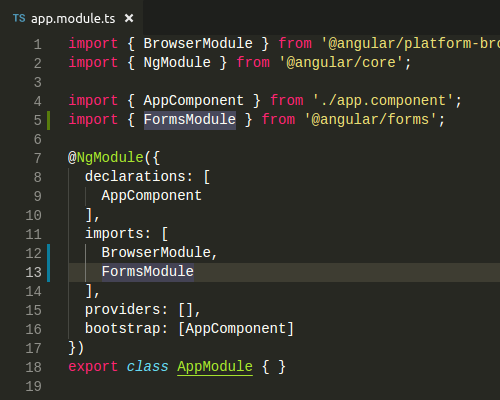 TS app.module.ts ×
1 import { BrowserModule } from '@angular/platform-bro
2 import { NgModule } from '@angular/core';
3
4 import { AppComponent } from './app.component';
5 import { FormsModule } from '@angular/forms';
6
7 @NgModule({
8   declarations: [
9     AppComponent
10   ],
11   imports: [
12     BrowserModule,
13     FormsModule
14   ],
15   providers: [],
16   bootstrap: [AppComponent]
17 })
18 export class AppModule { }
19